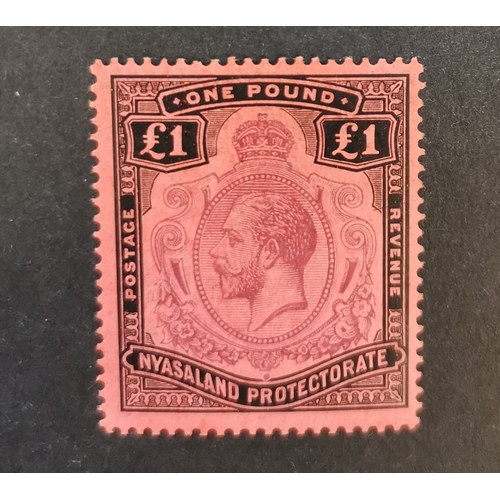 ONE POUND
£1 £1
POSTAGE
REVENUE
NYASALAND PROTECTORATE